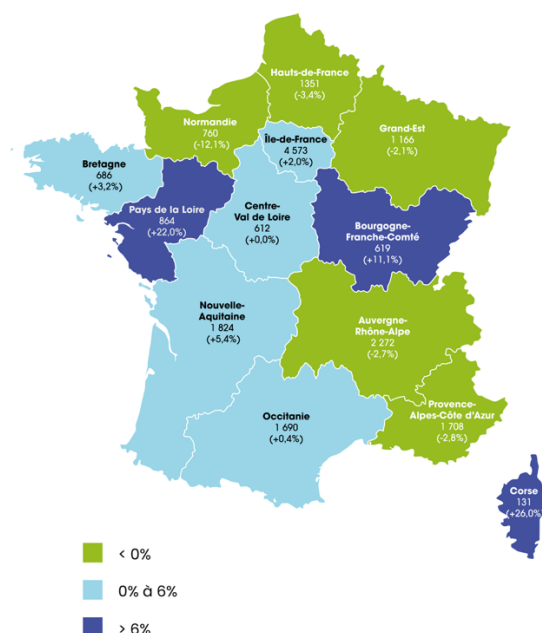 Hauts-de-France
1351
(-3,4%)
Normandie
760
(-12,1%)
Île-de-France
4 573
(+2,0%)
Grand-Est
1 166
(-2,1%)
Bretagne
686
(+3,2%)
Pays de la Loire
864
(+22,0%)
Centre-
Val de Loire
612
(+0,0%)
Bourgogne-
Franche-Comté
619
(+11,1%)
Nouvelle-
Aquitaine
1 824
(+5,4%)
Auvergne-
Rhône-Alpe
2 272
(-2,7%)
Occitanie
1 690
(+0,4%)
Provence-
Alpes-Côte d'Azur
1 708
(-2,8%)
Corse
131
(+26,0%)
< 0%
0% à 6%
> 6%